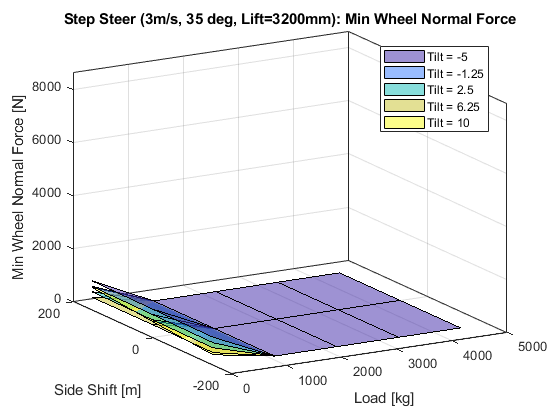 Step Steer (3m/s, 35 deg, Lift=3200mm): Min Wheel Normal Force
Tilt = -5
Tilt = -1.25
Tilt = 2.5
Tilt = 6.25
Tilt = 10
Min Wheel Normal Force [N]
8000
6000
4000
2000
0
200
0
-200
Side Shift [m]
0
1000
2000
3000
4000
5000
Load [kg]